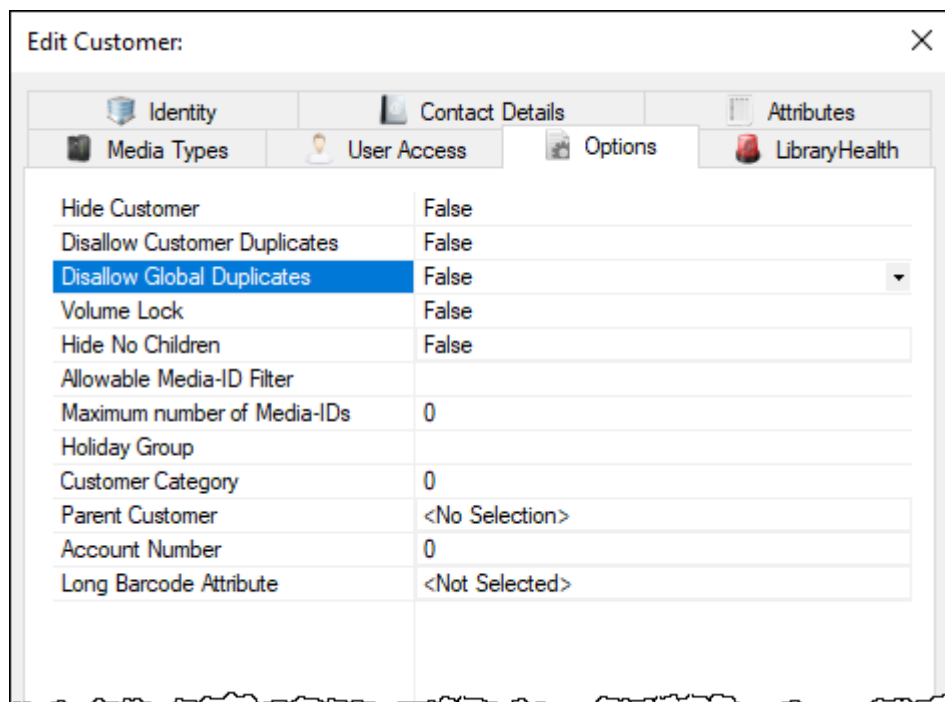 Edit Customer:
Identity Contact Details Attributes
Media Types User Access Options LibraryHealth
Hide Customer False
Disallow Customer Duplicates False
Disallow Global Duplicates False
Volume Lock False
Hide No Children False
Allowable Media-ID Filter
Maximum number of Media-IDs 0
Holiday Group
Customer Category 0
Parent Customer <No Selection>
Account Number 0
Long Barcode Attribute <Not Selected>